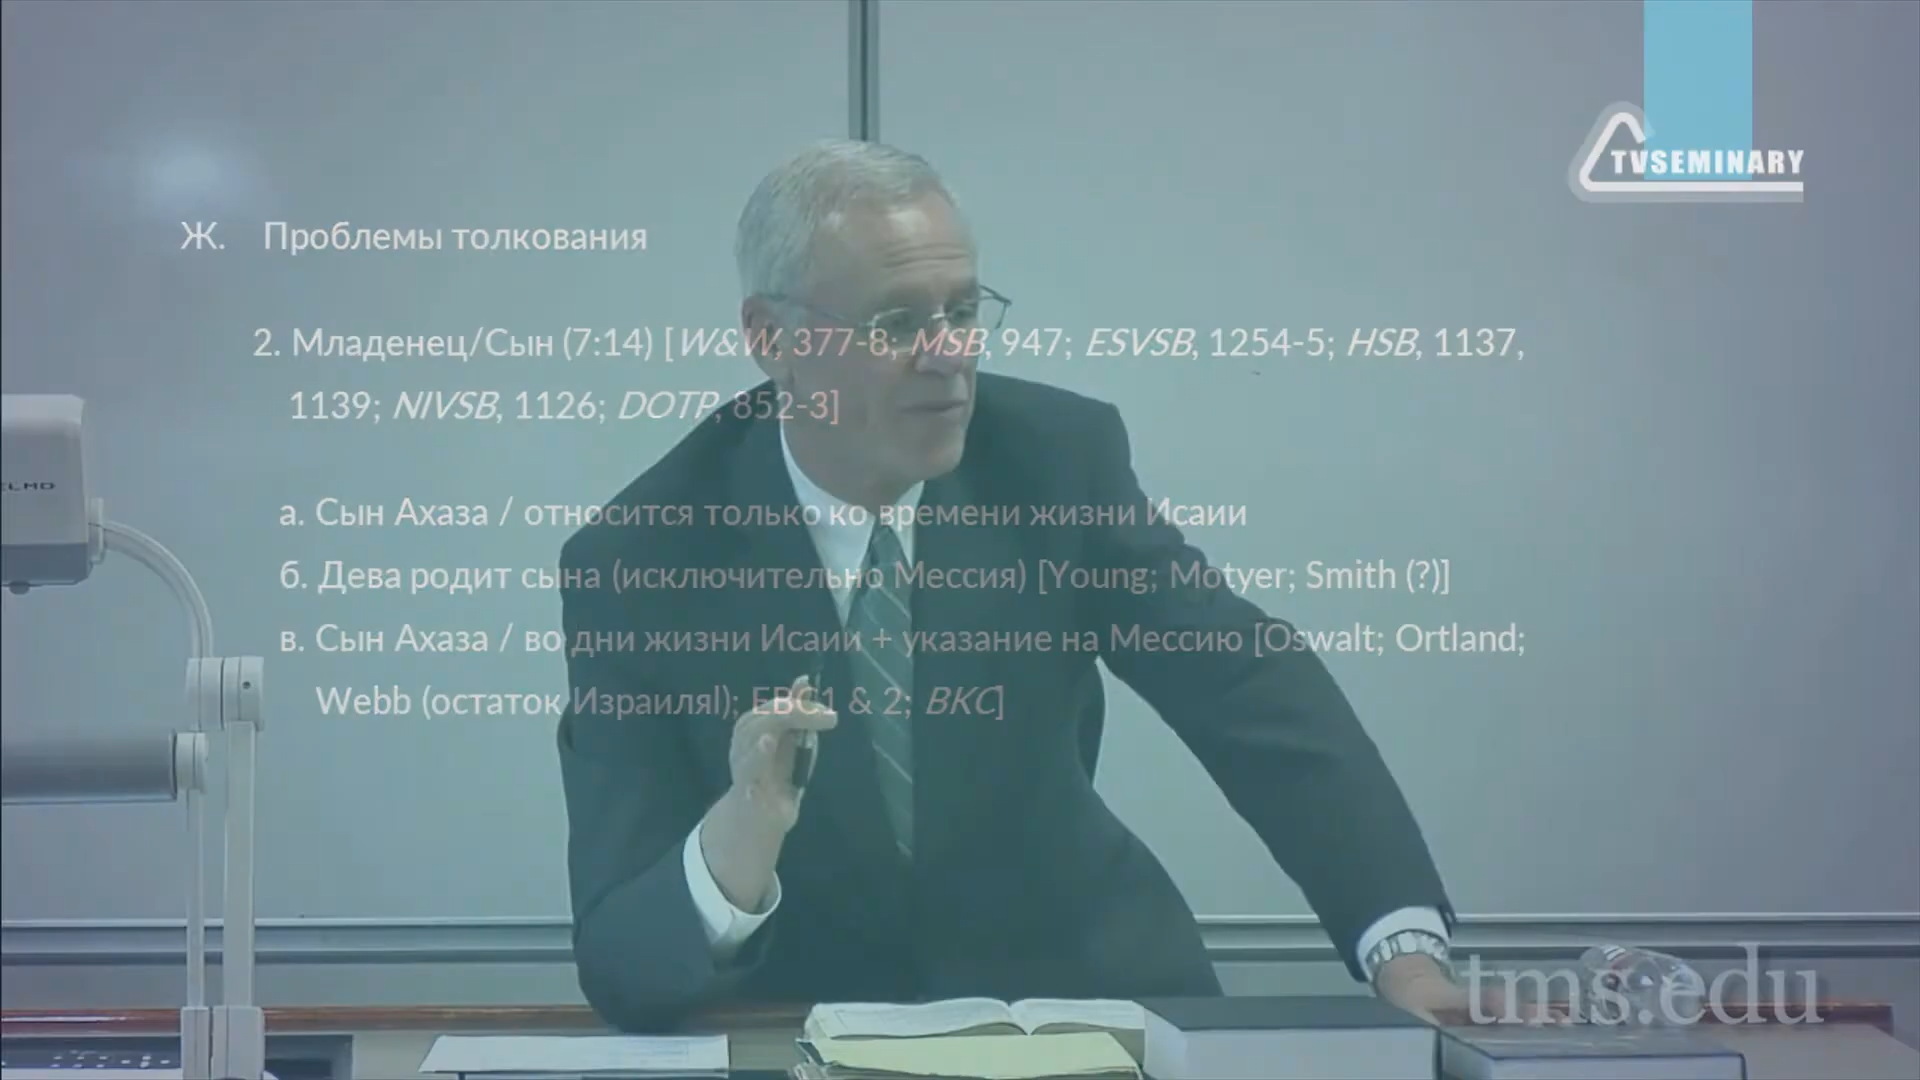 TVSEMINARY
Ж. Проблемы толкования
2. Младенец/Сын (7:14) [W&W, 377-8; MSB, 947; ESVSB, 1254-5; HSB, 1137,
1139; NIVSB, 1126; DOTP, 852-3]
а. Сын Ахаза / относится только ко времени жизни Исаии
б. Дева родит сына (исключительно Мессия) [Young; Motyer; Smith (?)]
в. Сын Ахаза / во дни жизни Исаии + указание на Мессию [Oswalt; Ortland;
Webb (остаток Израиляl); EBC1 & 2; BKC]
ELMO
tms.edu